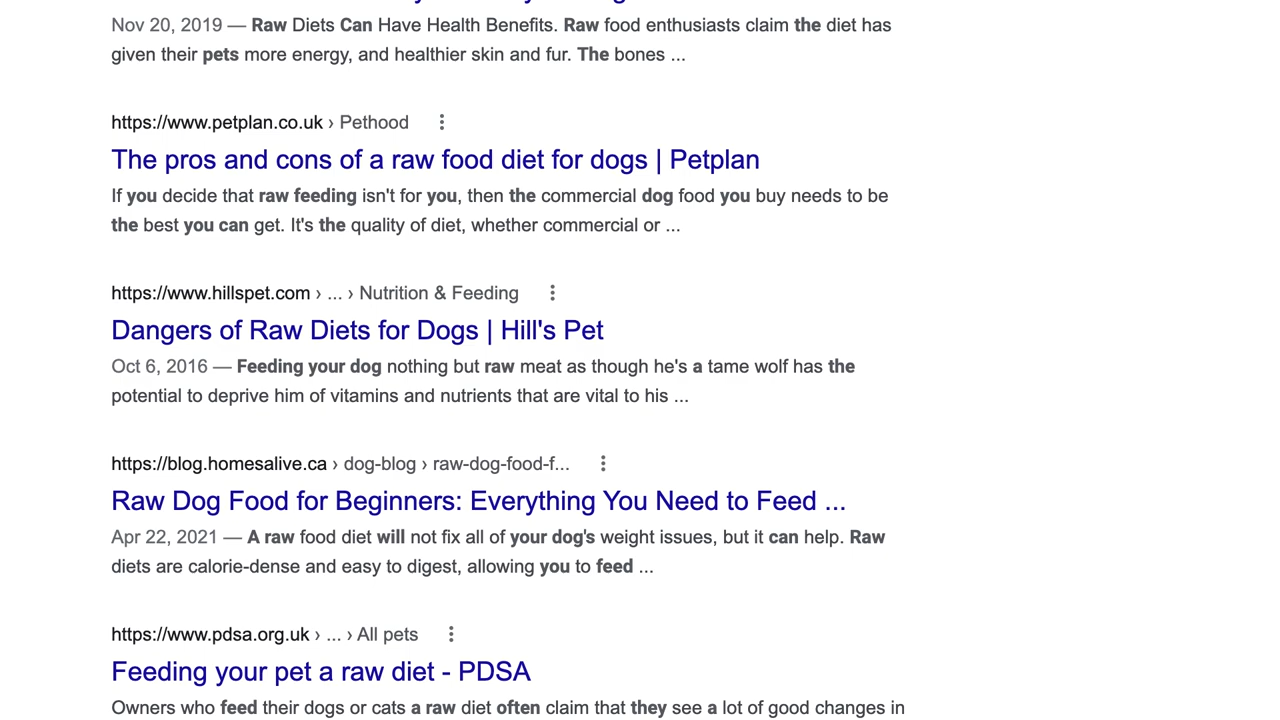 Nov 20, 2019 — Raw Diets Can Have Health Benefits. Raw food enthusiasts claim the diet has
given their pets more energy, and healthier skin and fur. The bones ...
https://www.petplan.co.uk › Pethood
The pros and cons of a raw food diet for dogs | Petplan
If you decide that raw feeding isn't for you, then the commercial dog food you buy needs to be
the best you can get. It's the quality of diet, whether commercial or ...
https://www.hillspet.com › ... › Nutrition & Feeding
Dangers of Raw Diets for Dogs | Hill's Pet
Oct 6, 2016 — Feeding your dog nothing but raw meat as though he's a tame wolf has the
potential to deprive him of vitamins and nutrients that are vital to his ...
https://blog.homesalive.ca › dog-blog › raw-dog-food-f...
Raw Dog Food for Beginners: Everything You Need to Feed ...
Apr 22, 2021 — A raw food diet will not fix all of your dog's weight issues, but it can help. Raw
diets are calorie-dense and easy to digest, allowing you to feed ...
https://www.pdsa.org.uk › ... › All pets
Feeding your pet a raw diet - PDSA
Owners who feed their dogs or cats a raw diet often claim that they see a lot of good changes in